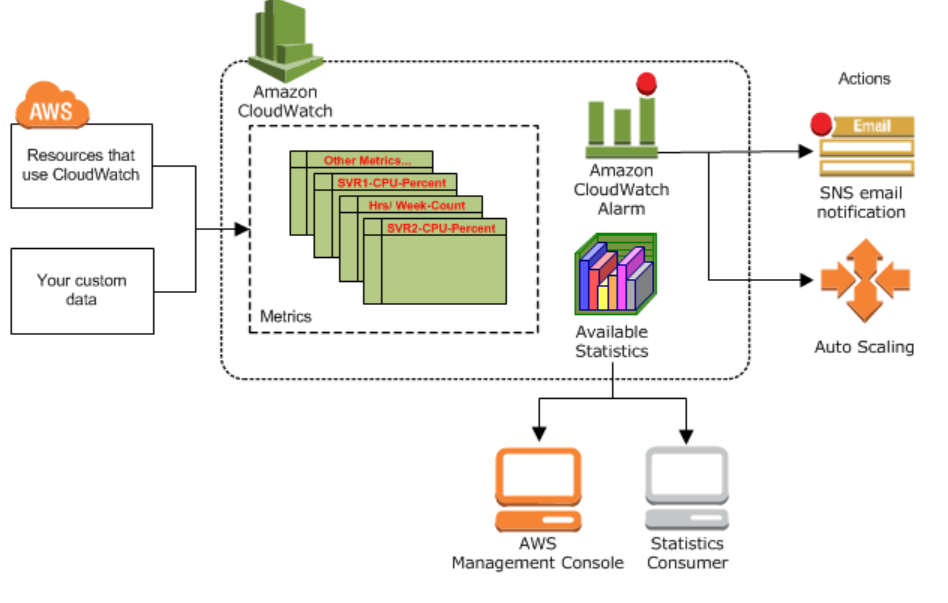 Amazon
CloudWatch
AWS
Resources that
use CloudWatch
Your custom
data
Other Metrics...
SVR1-CPU-Percent
Hrs/ Week-Count
SVR2-CPU-Percent
Metrics
Amazon
CloudWatch
Alarm
Available
Statistics
Actions
Email
SNS email
notification
Auto Scaling
AWS
Management Console
Statistics
Consumer